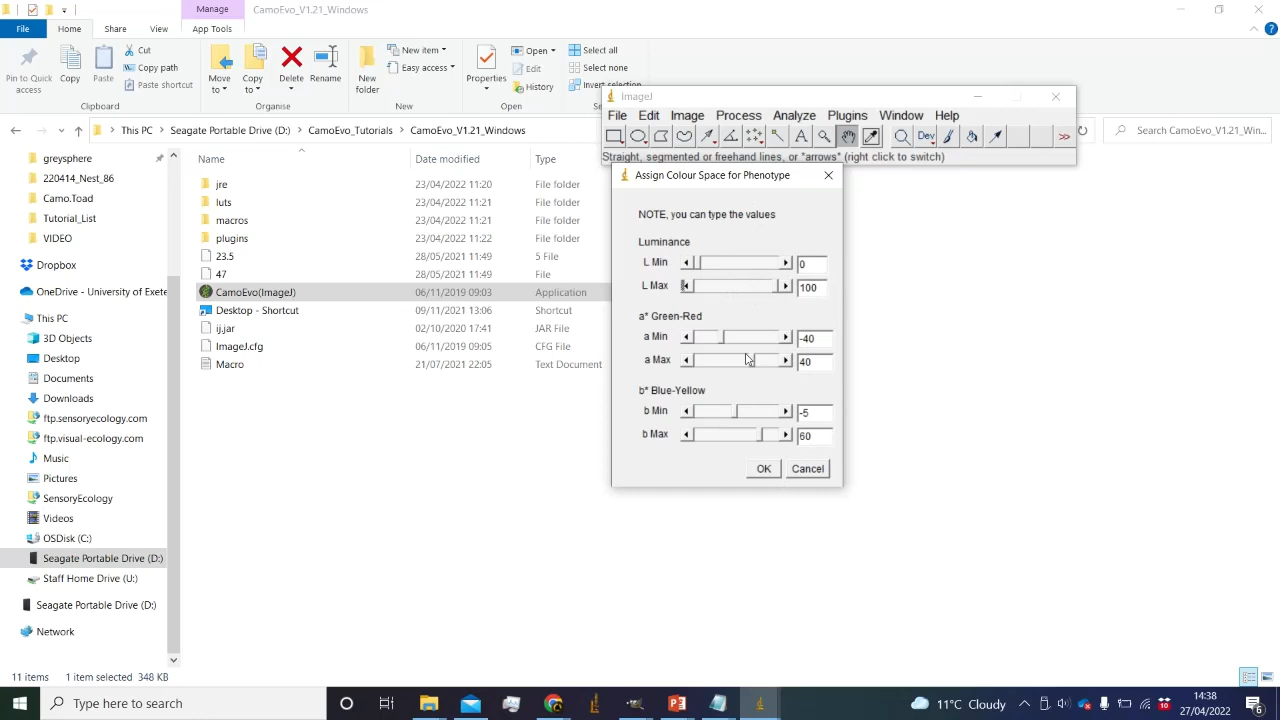 Manage
CamoEvo_V1.21_Windows
File
Home
Share
View
App Tools
Pin to Quick access
Copy
Paste
Cut
Copy path
Paste shortcut
Clipboard
Move to
Copy to
Delete
Rename
Organise
New folder
New item
Easy access
New
Properties
Open
Edit
History
Open
Select all
Select none
Invert selection
This PC
Seagate Portable Drive (D:)
CamoEvo_Tutorials
CamoEvo_V1.21_Windows
Search CamoEvo_V1.21_Win...
greysphere
220414_Nest_86
Camo.Toad
Tutorial_List
VIDEO
Dropbox
OneDrive - University of Exete
This PC
3D Objects
Desktop
Documents
Downloads
ftp.sensoryecology.com
ftp.visual-ecology.com
Music
Pictures
SensoryEcology
Videos
OSDisk (C:)
Seagate Portable Drive (D:)
Staff Home Drive (U:)
Seagate Portable Drive (D:)
Network
Name
Date modified
Type
jre
23/04/2022 11:20
File folder
luts
23/04/2022 11:21
File folder
macros
23/04/2022 11:21
File folder
plugins
23/04/2022 11:22
File folder
23.5
28/05/2021 11:49
5 File
47
28/05/2021 11:49
File
CamoEvo(ImageJ)
06/11/2019 09:03
Application
Desktop - Shortcut
09/11/2021 13:06
Shortcut
ij.jar
02/10/2020 17:41
JAR File
ImageJ.cfg
06/11/2019 09:05
CFG File
Macro
21/07/2021 22:05
Text Document
ImageJ
File Edit Image Process Analyze Plugins Window Help
A
Dev
>>
Straight, segmented or freehand lines, or *arrows* (right click to switch)
Assign Colour Space for Phenotype
NOTE, you can type the values
Luminance
L Min
0
L Max
100
a* Green-Red
a Min
-40
a Max
40
b* Blue-Yellow
b Min
-5
b Max
60
OK
Cancel
11 items
1 item selected 348 KB
Type here to search
11°C Cloudy
10
14:38
27/04/2022
6